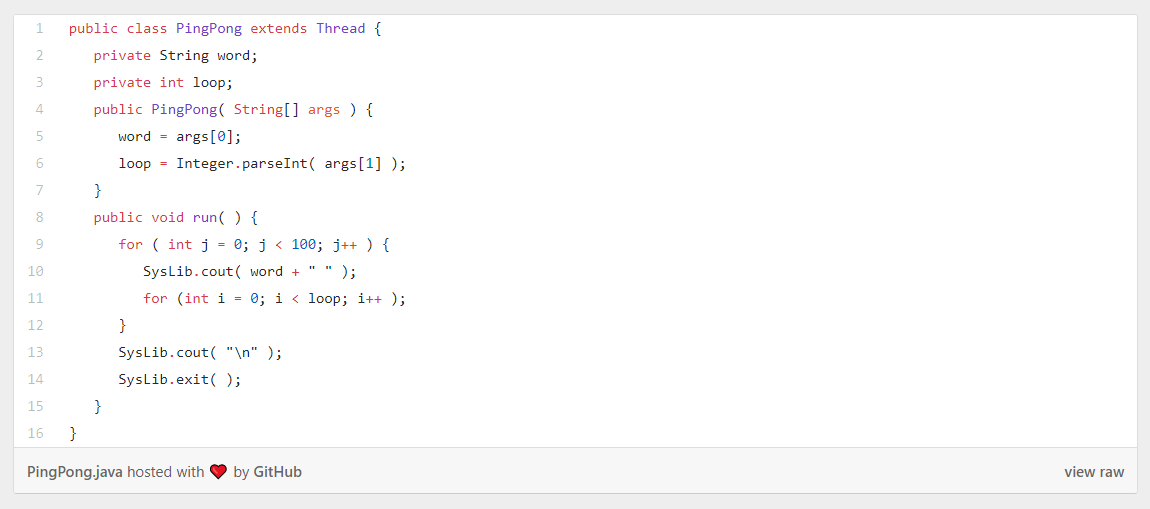 1 public class PingPong extends Thread {
2 private String word;
3 private int loop;
4 public PingPong( String[] args ) {
5 word = args[0];
6 loop = Integer.parseInt( args[1] );
7 }
8 public void run( ) {
9 for ( int j = 0; j < 100; j++ ) {
10 SysLib.cout( word + " " );
11 for (int i = 0; i < loop; i++ );
12 }
13 SysLib.cout( "\n" );
14 SysLib.exit( );
15 }
16 }
PingPong.java hosted with ❤ by GitHub view raw